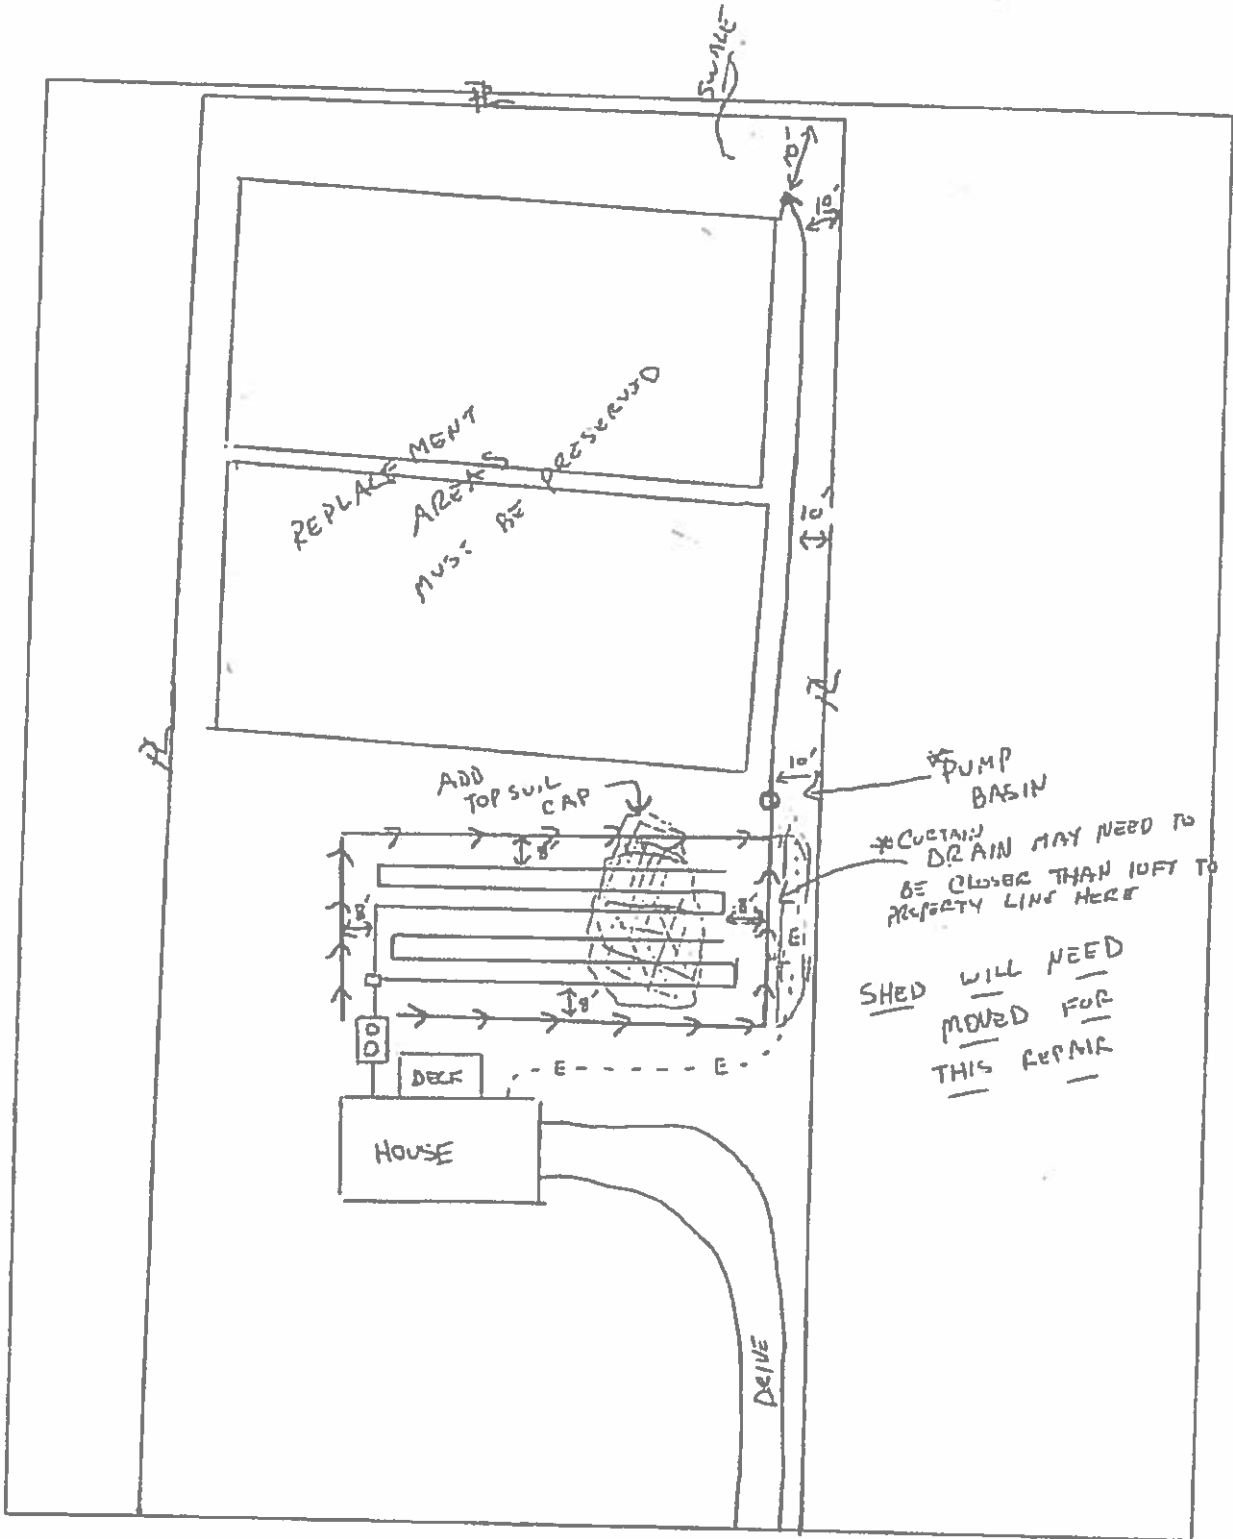 SWALE
PL
10'
10'
REPLACEMENT
AREAS
MUST BE PRESERVED
10'
PL
PL
10'
*PUMP
BASIN
ADD
TOP SOIL
CAP
*CURTAIN
DRAIN MAY NEED TO
BE CLOSER THAN 10FT TO
PROPERTY LINE HERE
8'
8'
8'
E
8'
SHED WILL NEED
MOVED FOR
THIS REPAIR
E
E
DECK
HOUSE
DRIVE